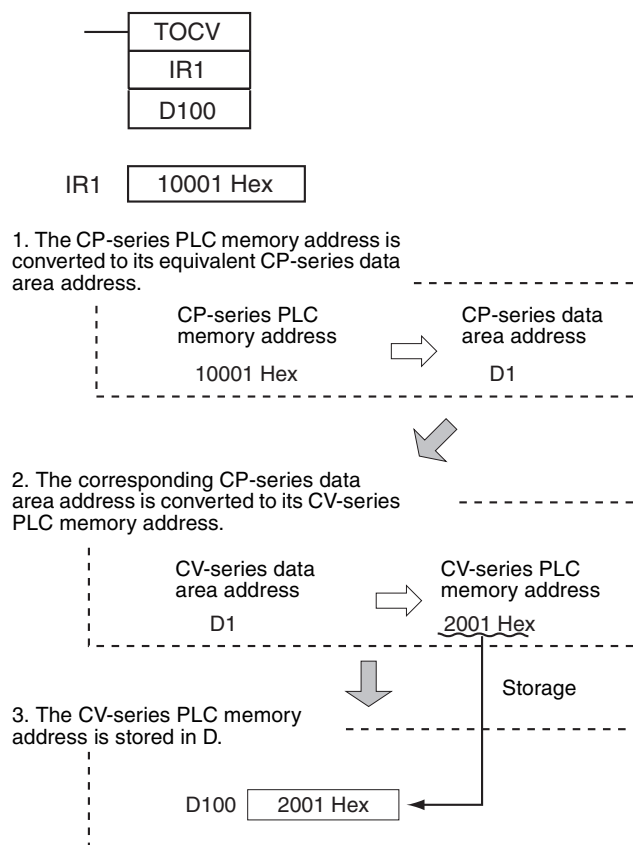 TOCV
IR1
D100
IR1 10001 Hex
1. The CP-series PLC memory address is
converted to its equivalent CP-series data
area address.
CP-series PLC
memory address
CP-series data
area address
10001 Hex
D1
2. The corresponding CP-series data
area address is converted to its CV-series
PLC memory address.
CV-series data
area address
CV-series PLC
memory address
D1
2001 Hex
Storage
3. The CV-series PLC memory
address is stored in D.
D100 2001 Hex